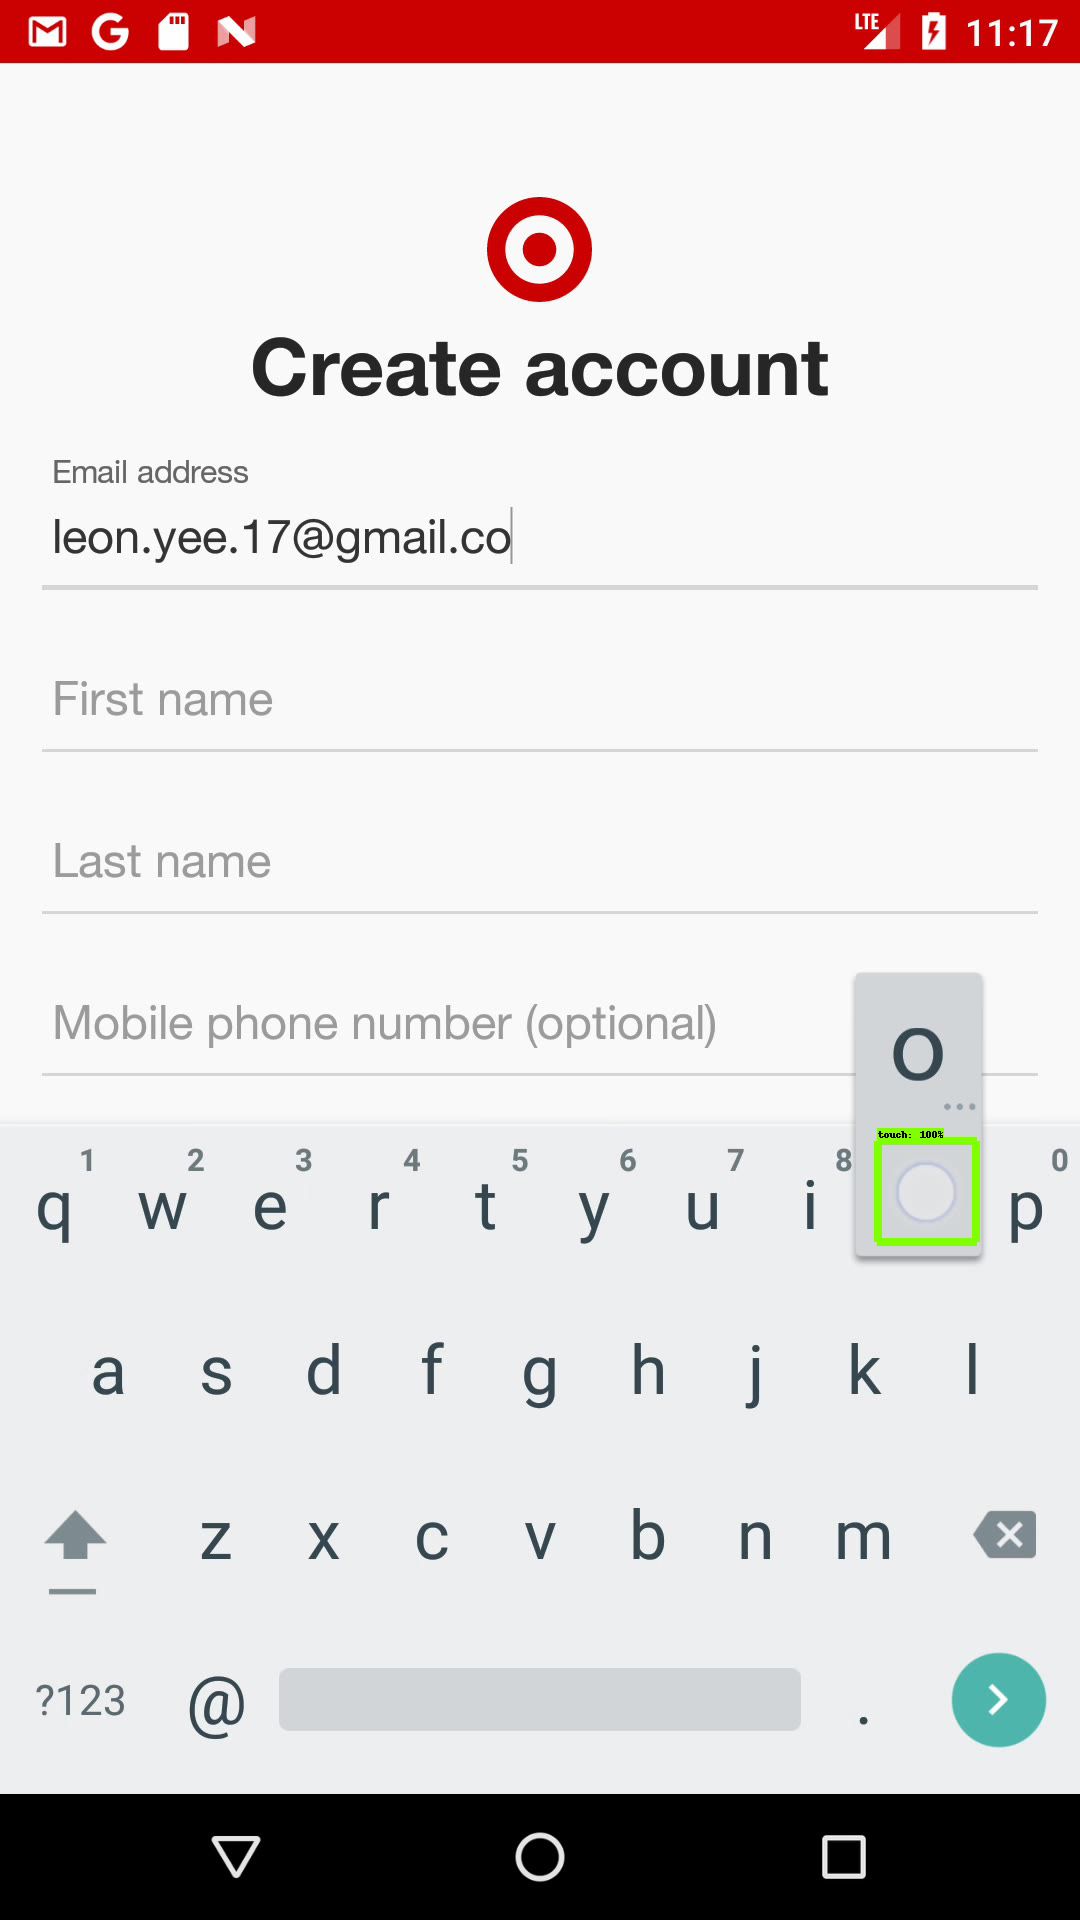 LTE 11:17
Create account
Email address
leon.yee.17@gmail.co
First name
Last name
Mobile phone number (optional)
o
...
touch: 100%
1 2 3 4 5 6 7 8 0
q w e r t y u i p
a s d f g h j k l
z x c v b n m
?123 @ .